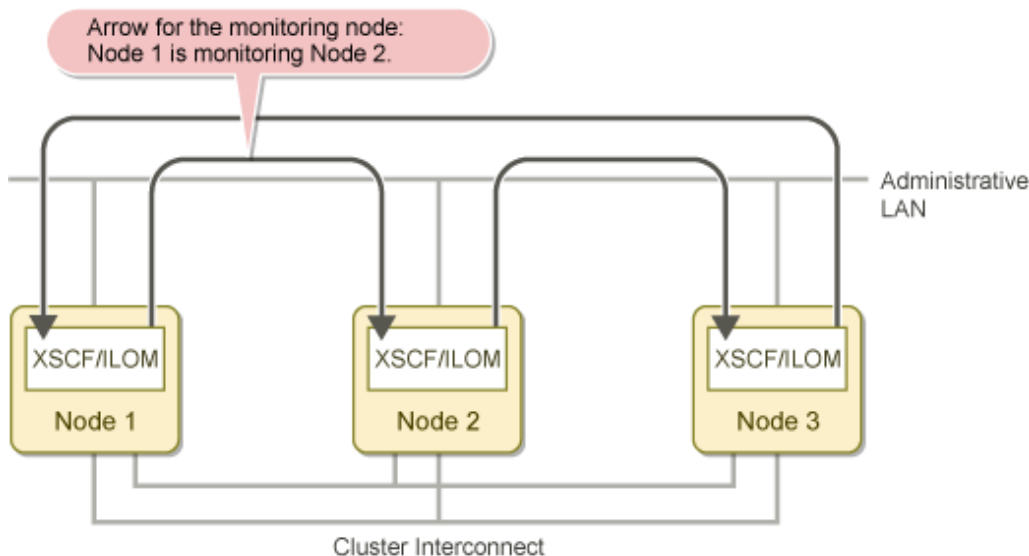 Arrow for the monitoring node:
Node 1 is monitoring Node 2.
Administrative
LAN
XSCF/ILOM
XSCF/ILOM
XSCF/ILOM
Node 1
Node 2
Node 3
Cluster Interconnect